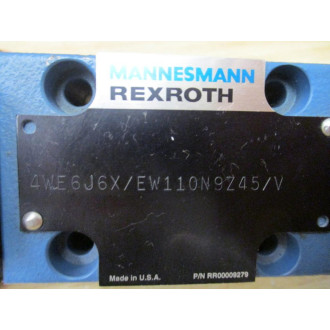 MANNESMANN
REXROTH
4WE6J6X/EW110N9Z45/V
Made in U.S.A.
P/N RR00009279